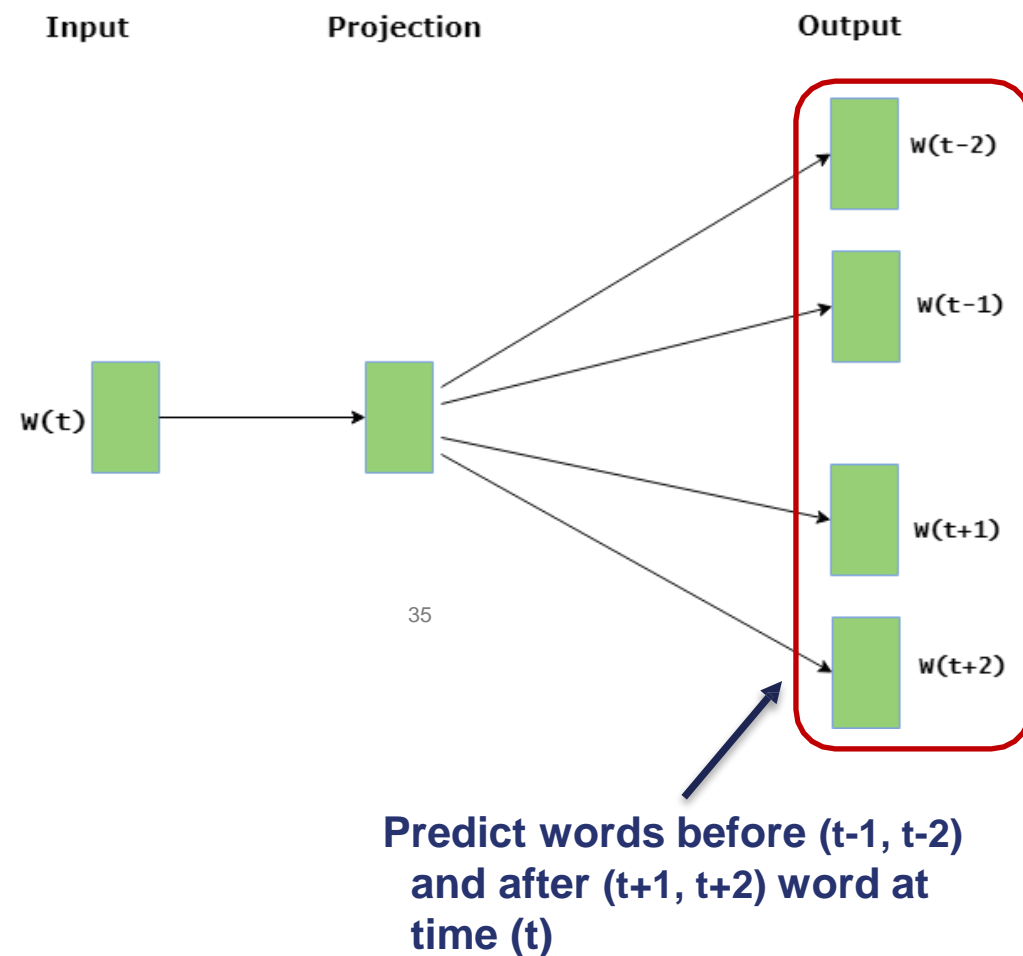 Input Projection Output
W(t-2)
W(t-1)
W(t)
W(t+1)
35
W(t+2)
Predict words before (t-1, t-2)
and after (t+1, t+2) word at
time (t)